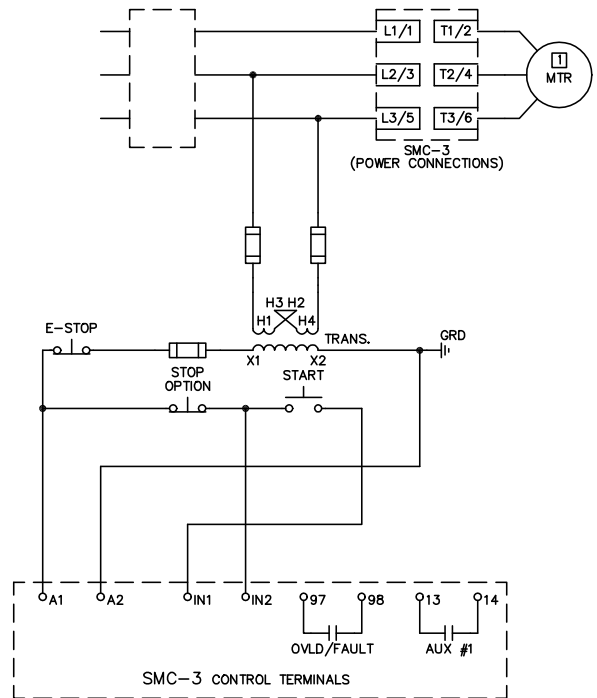 L1/1 T1/2
1
L2/3 T2/4 MTR
L3/5 T3/6
SMC-3
(POWER CONNECTIONS)
H3 H2
H1 H4
E-STOP TRANS. GRD
X1 X2
STOP START
OPTION
A1 A2 IN1 IN2 97 98 13 14
OVLD/FAULT AUX #1
SMC-3 CONTROL TERMINALS